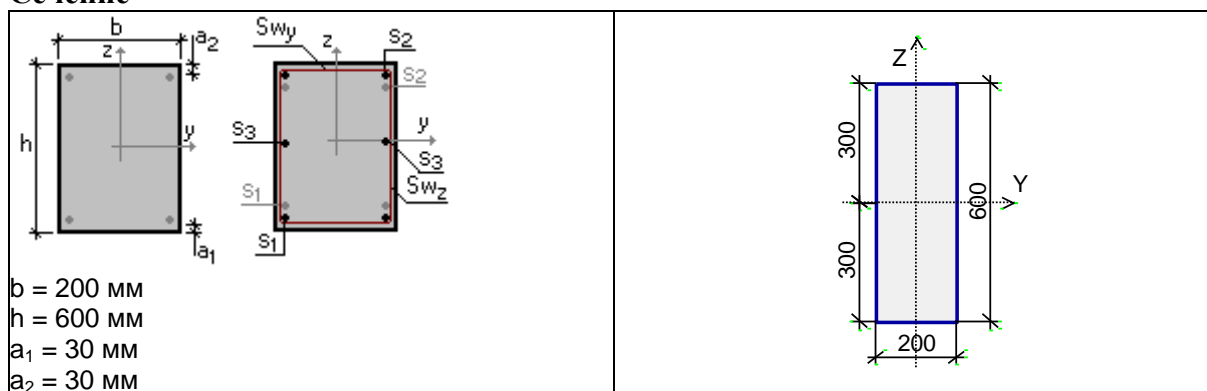 Сечение
b
a2
z
h
y
a1
Swy
z
s2
s2
s3
y
s3
s1
Swz
s1
b = 200 мм
h = 600 мм
a1 = 30 мм
a2 = 30 мм
Z
300
Y
600
300
200